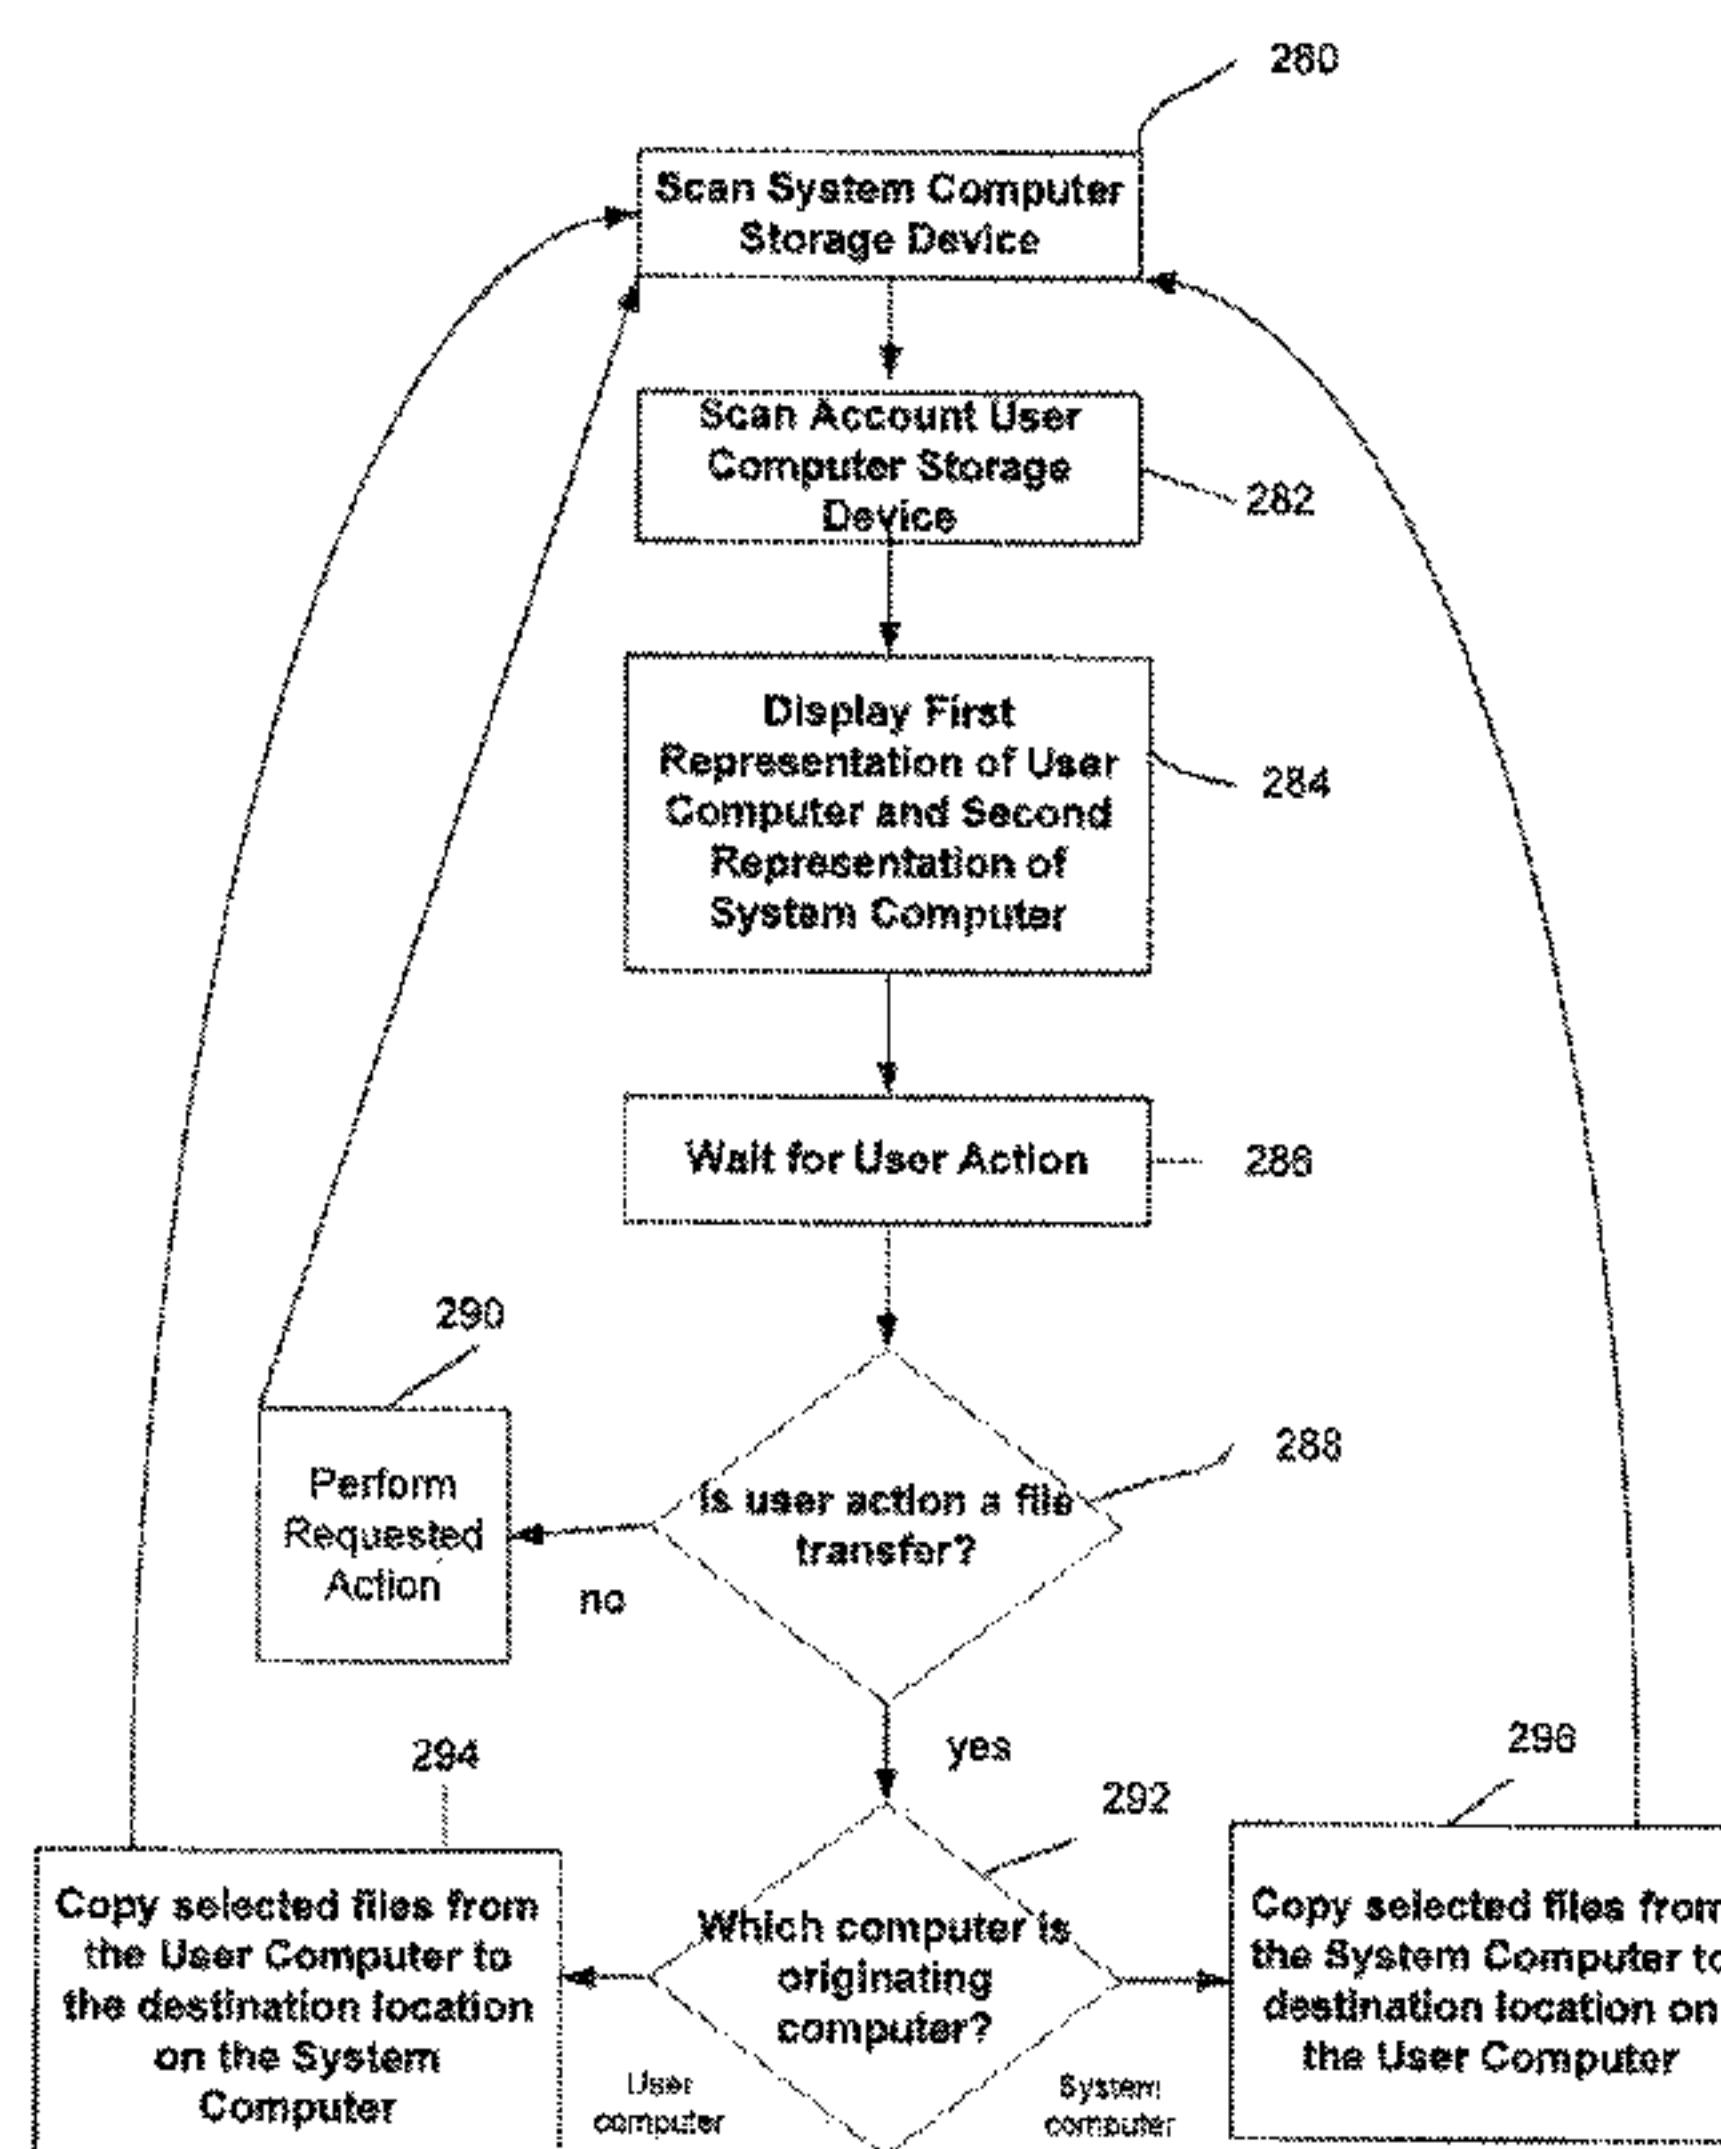 280
Scan System Computer
Storage Device
Scan Account User
Computer Storage
Device
282
Display First
Representation of User
Computer and Second
Representation of
System Computer
284
Wait for User Action
286
290
Perform
Requested
Action
288
Is user action a file
transfer?
no
yes
294
292
296
Copy selected files from
the User Computer to
the destination location
on the System
Computer
Which computer is
originating
computer?
User
computer
System
computer
Copy selected files from
the System Computer to
destination location on
the User Computer